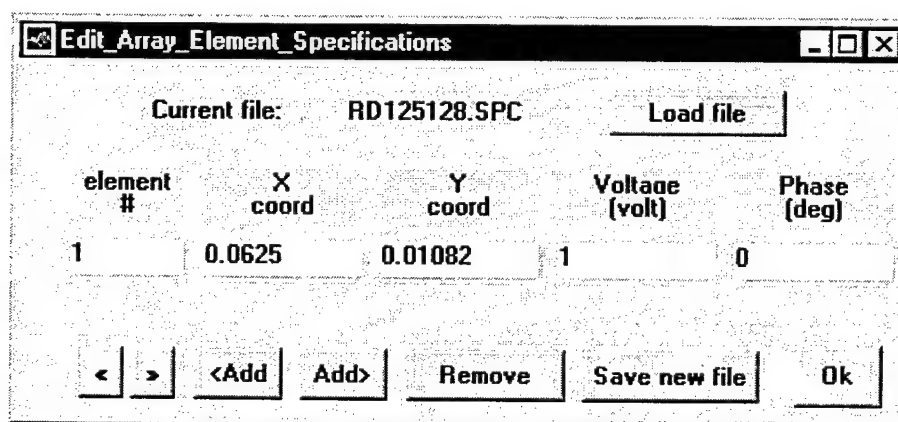 Edit_Array_Element_Specifications
Current file: RD125128.SPC Load file
element # X coord Y coord Voltage (volt) Phase (deg)
1 0.0625 0.01082 1 0
< > <Add Add> Remove Save new file Ok